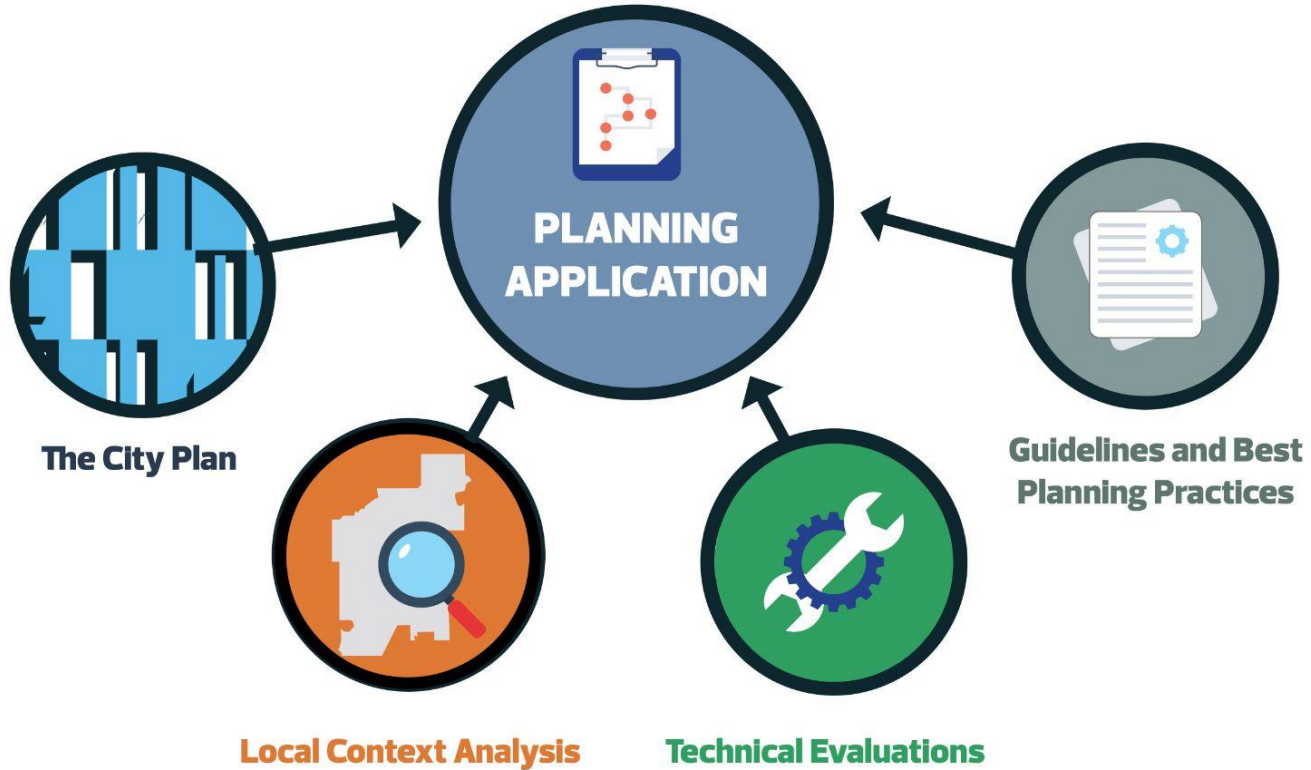 PLANNING
APPLICATION
The City Plan
Guidelines and Best
Planning Practices
Local Context Analysis
Technical Evaluations